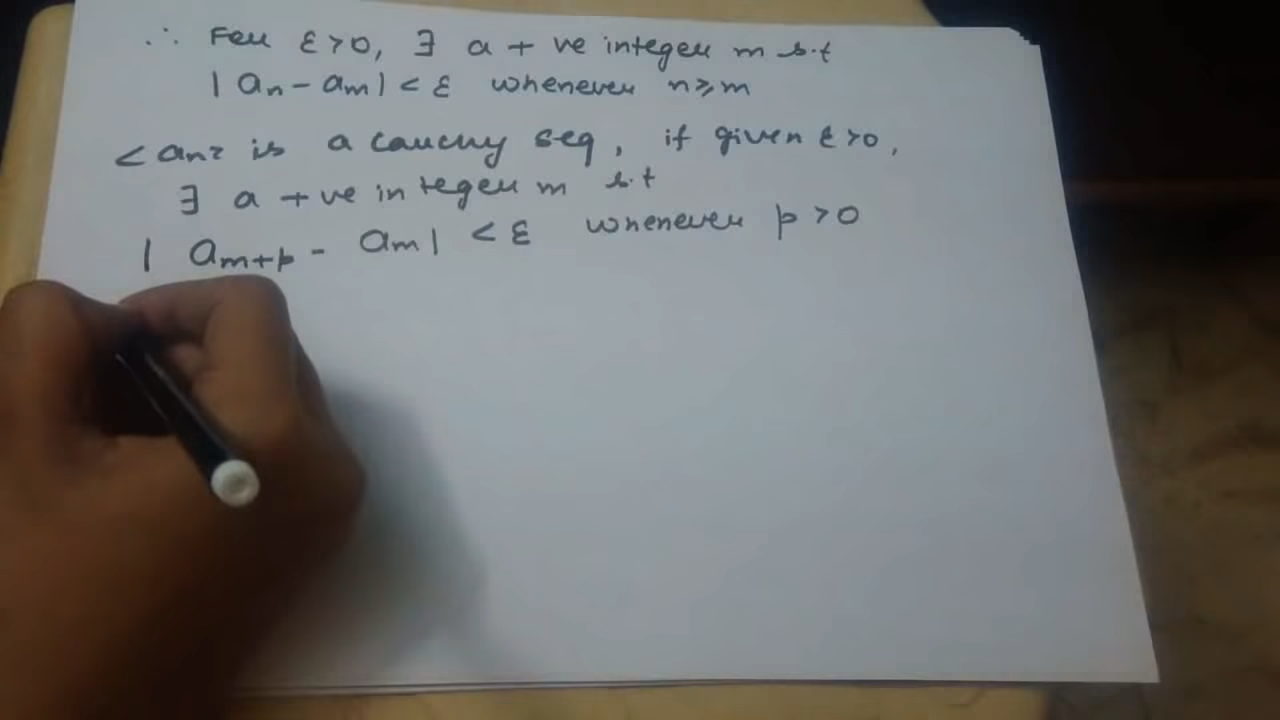 ∴ For ε>0, ∃ a +ve integer m s.t
|an - am| < ε whenever n≥m
<an> is a cauchy seq, if given ε>0,
∃ a +ve integer m s.t
| am+p - am| < ε whenever p>0